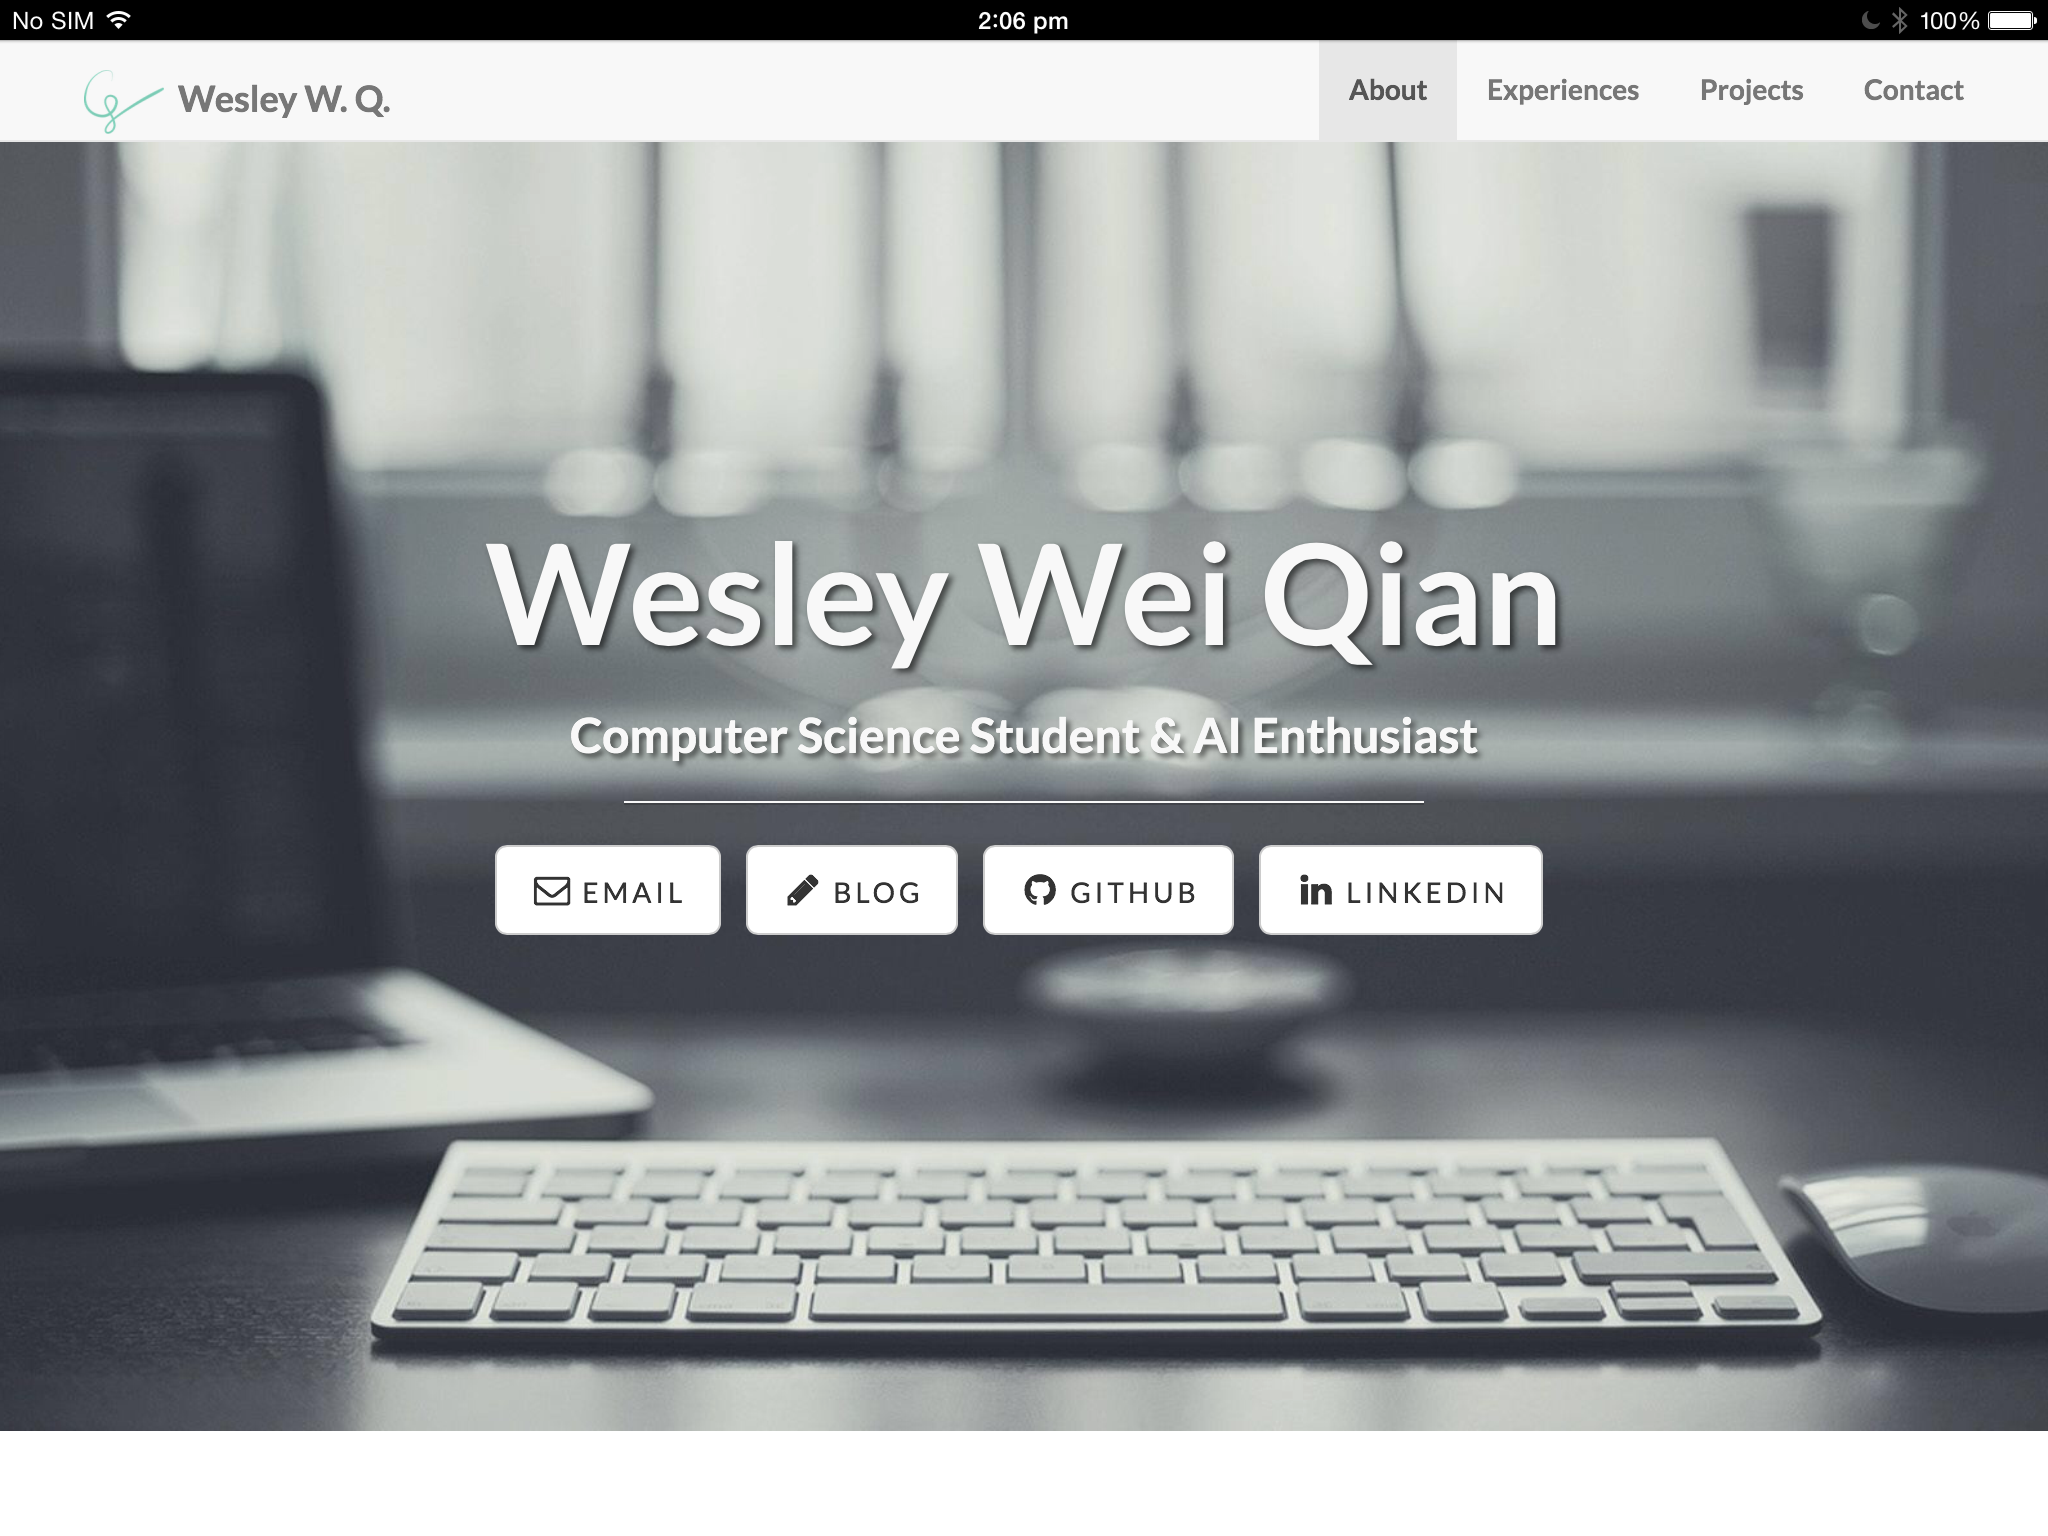 No SIM 2:06 pm 100%
Wesley W. Q. About Experiences Projects Contact
Wesley Wei Qian
Computer Science Student & AI Enthusiast
EMAIL BLOG GITHUB LINKEDIN